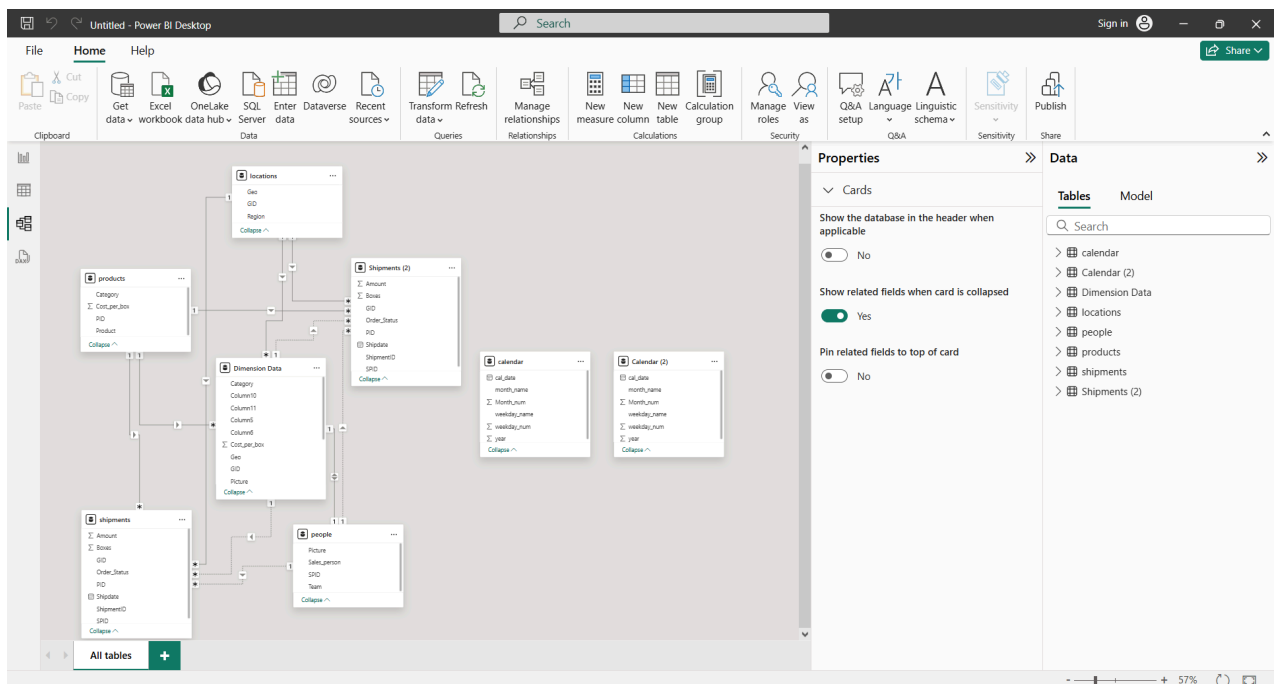 Untitled - Power BI Desktop
Search
Sign in
File Home Help
Share
Paste
Cut
Copy
Clipboard
Get data
Excel workbook
OneLake data hub
SQL Server
Enter data
Dataverse
Recent sources
Data
Transform data
Refresh
Queries
Manage relationships
Relationships
New measure
New column
New table
Calculation group
Calculations
Manage roles
View as
Security
Q&A setup
Language
Linguistic schema
Q&A
Sensitivity
Sensitivity
Publish
Share
DAX
locations
Geo
GID
Region
Collapse
products
Category
Σ Cost_per_box
PID
Product
Collapse
Shipments (2)
Σ Amount
Σ Boxes
GID
Order_Status
PID
Shipdate
ShipmentID
SPID
Collapse
Dimension Data
Category
Column10
Column11
Column5
Column6
Σ Cost_per_box
Geo
GID
Picture
Collapse
calendar
cal_date
month_name
Σ Month_num
weekday_name
Σ weekday_num
Σ year
Collapse
Calendar (2)
cal_date
month_name
Σ Month_num
weekday_name
Σ weekday_num
Σ year
Collapse
shipments
Σ Amount
Σ Boxes
GID
Order_Status
PID
Shipdate
ShipmentID
SPID
Collapse
people
Picture
Sales_person
SPID
Team
Collapse
Properties
Cards
Show the database in the header when
applicable
No
Show related fields when card is collapsed
Yes
Pin related fields to top of card
No
Data
Tables Model
Search
calendar
Calendar (2)
Dimension Data
locations
people
products
shipments
Shipments (2)
All tables
+
- + 57%